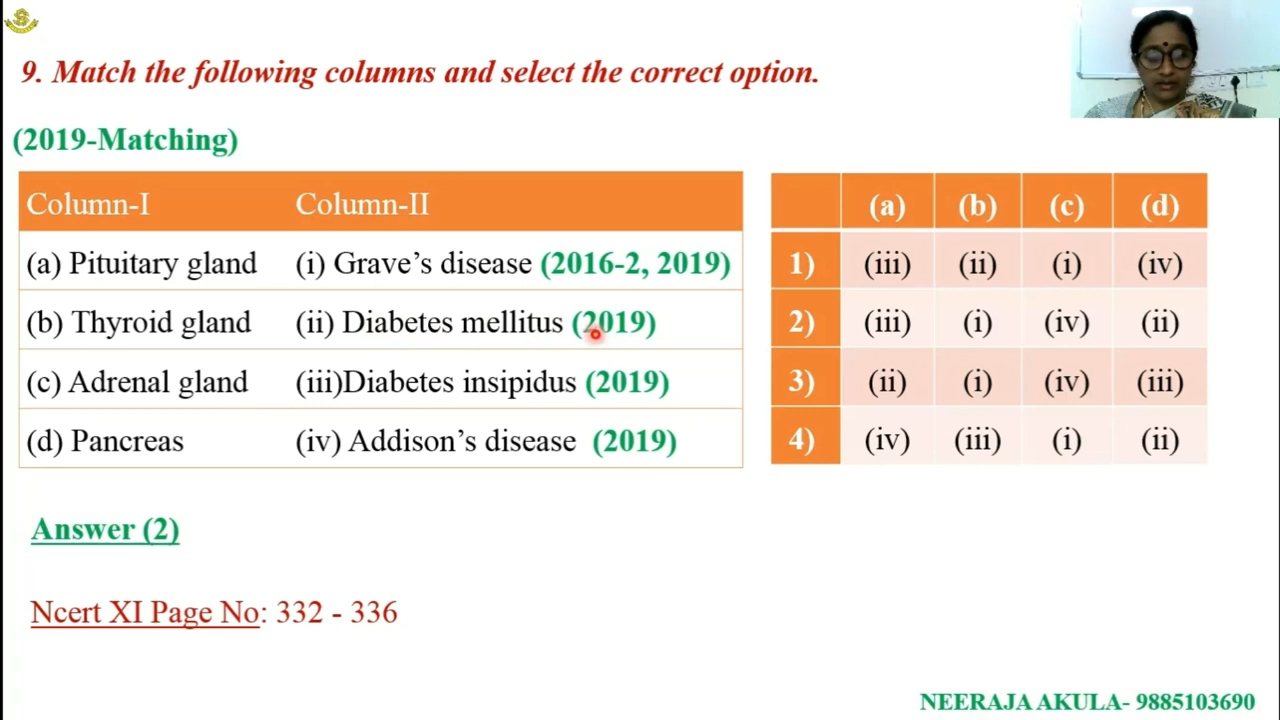 9. Match the following columns and select the correct option.
(2019-Matching)
Column-I Column-II
(a) Pituitary gland (i) Grave’s disease (2016-2, 2019)
(b) Thyroid gland (ii) Diabetes mellitus (2019)
(c) Adrenal gland (iii)Diabetes insipidus (2019)
(d) Pancreas (iv) Addison’s disease (2019)
(a) (b) (c) (d)
1) (iii) (ii) (i) (iv)
2) (iii) (i) (iv) (ii)
3) (ii) (i) (iv) (iii)
4) (iv) (iii) (i) (ii)
Answer (2)
Ncert XI Page No: 332 - 336
NEERAJA AKULA- 9885103690